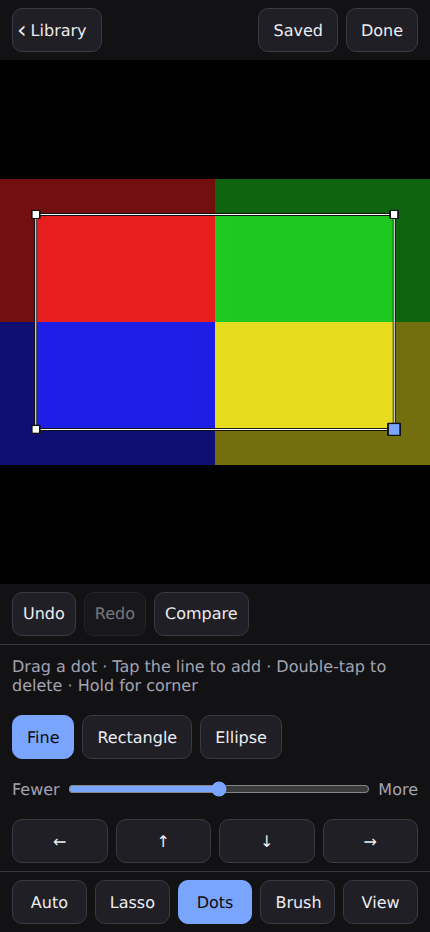 ‹ Library Saved Done
Undo Redo Compare
Drag a dot · Tap the line to add · Double-tap to
delete · Hold for corner
Fine Rectangle Ellipse
Fewer More
← ↑ ↓ →
Auto Lasso Dots Brush View